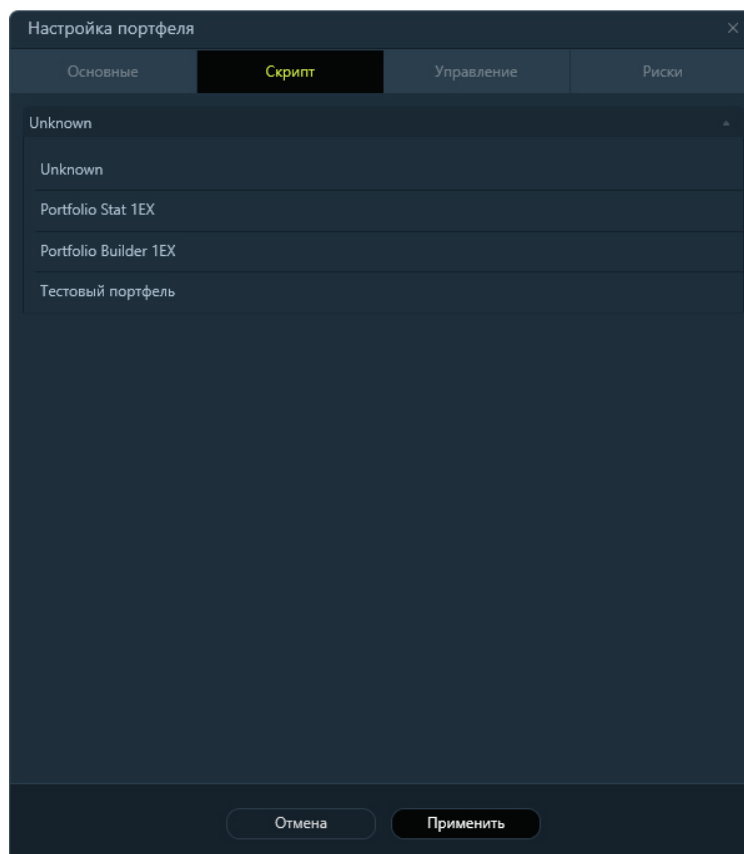 Настройка портфеля
Основные Скрипт Управление Риски
Unknown
Unknown
Portfolio Stat 1EX
Portfolio Builder 1EX
Тестовый портфель
Отмена Применить